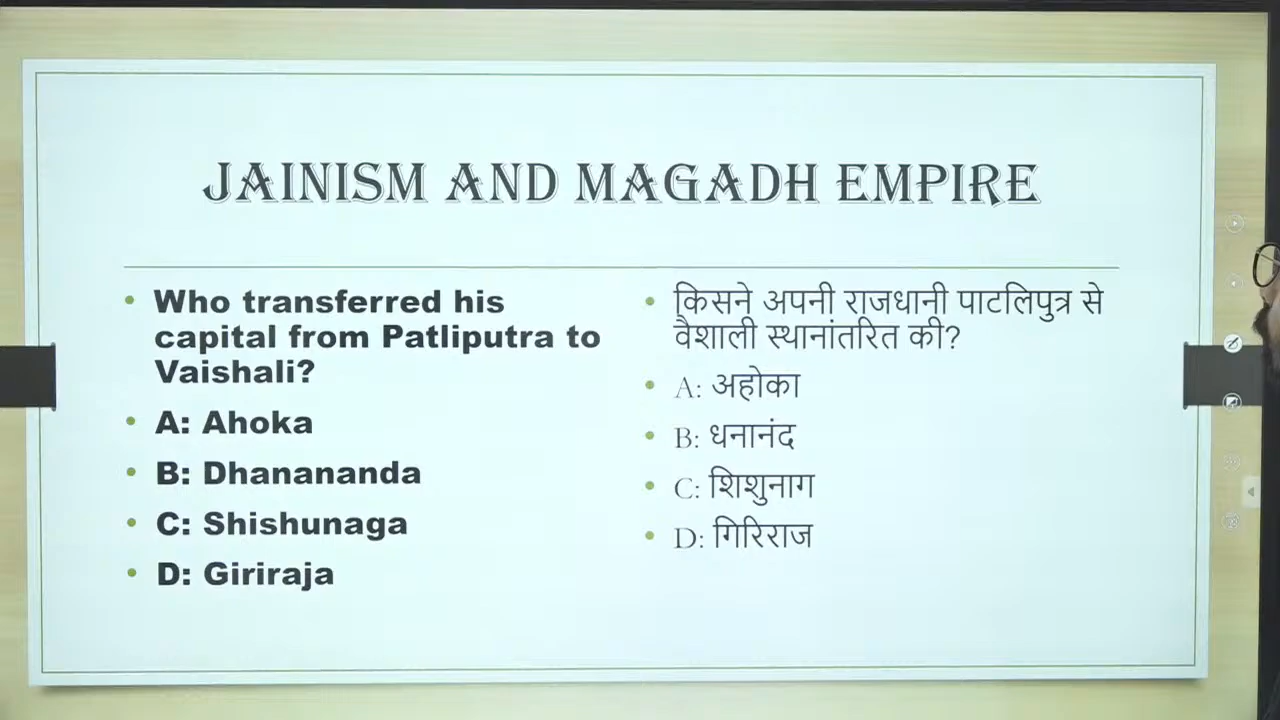 JAINISM AND MAGADH EMPIRE
Who transferred his
capital from Patliputra to
Vaishali?
A: Ahoka
B: Dhanananda
C: Shishunaga
D: Giriraja
किसने अपनी राजधानी पाटलिपुत्र से
वैशाली स्थानांतरित की?
A: अहोका
B: धनानंद
C: शिशुनाग
D: गिरिराज